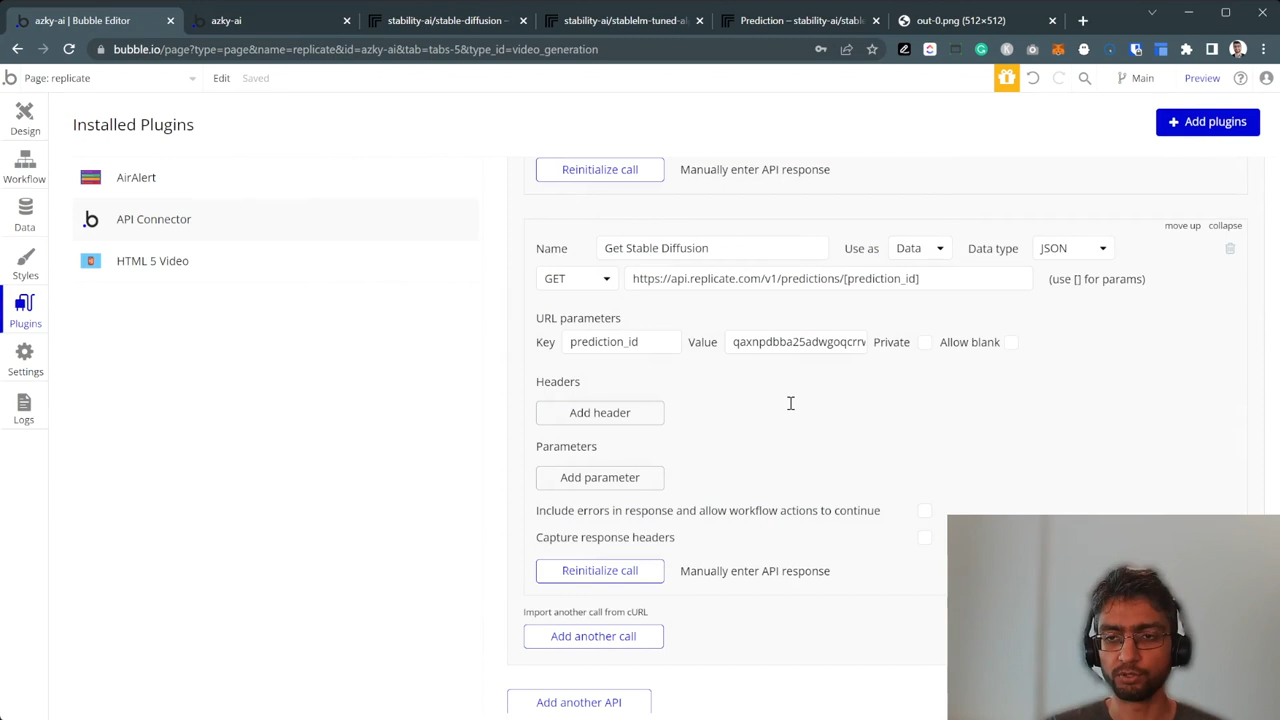 azky-ai | Bubble Editor
azky-ai
stability-ai/stable-diffusion –
stability-ai/stablelm-tuned-al
Prediction – stability-ai/stabl
out-0.png (512×512)
bubble.io/page?type=page&name=replicate&id=azky-ai&tab=tabs-5&type_id=video_generation
Page: replicate
Edit
Saved
Main
Preview
Design
Workflow
Data
Styles
Plugins
Settings
Logs
Installed Plugins
+ Add plugins
AirAlert
API Connector
HTML 5 Video
Reinitialize call Manually enter API response
move up collapse
Name Get Stable Diffusion Use as Data Data type JSON
GET https://api.replicate.com/v1/predictions/[prediction_id] (use [] for params)
URL parameters
Key prediction_id Value qaxnpdbba25adwgoqcrrv Private Allow blank
Headers
Add header
Parameters
Add parameter
Include errors in response and allow workflow actions to continue
Capture response headers
Reinitialize call Manually enter API response
Import another call from cURL
Add another call
Add another API